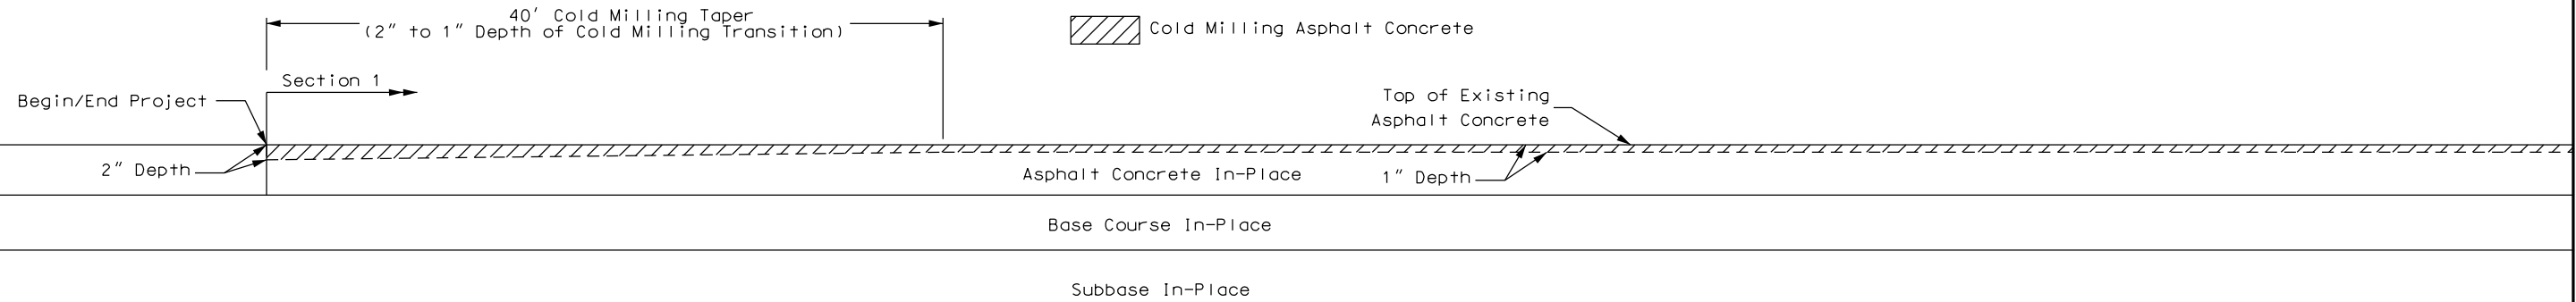 40' Cold Milling Taper
(2" to 1" Depth of Cold Milling Transition)
Cold Milling Asphalt Concrete
Section 1
Begin/End Project
Top of Existing
Asphalt Concrete
2" Depth
Asphalt Concrete In-Place
1" Depth
Base Course In-Place
Subbase In-Place